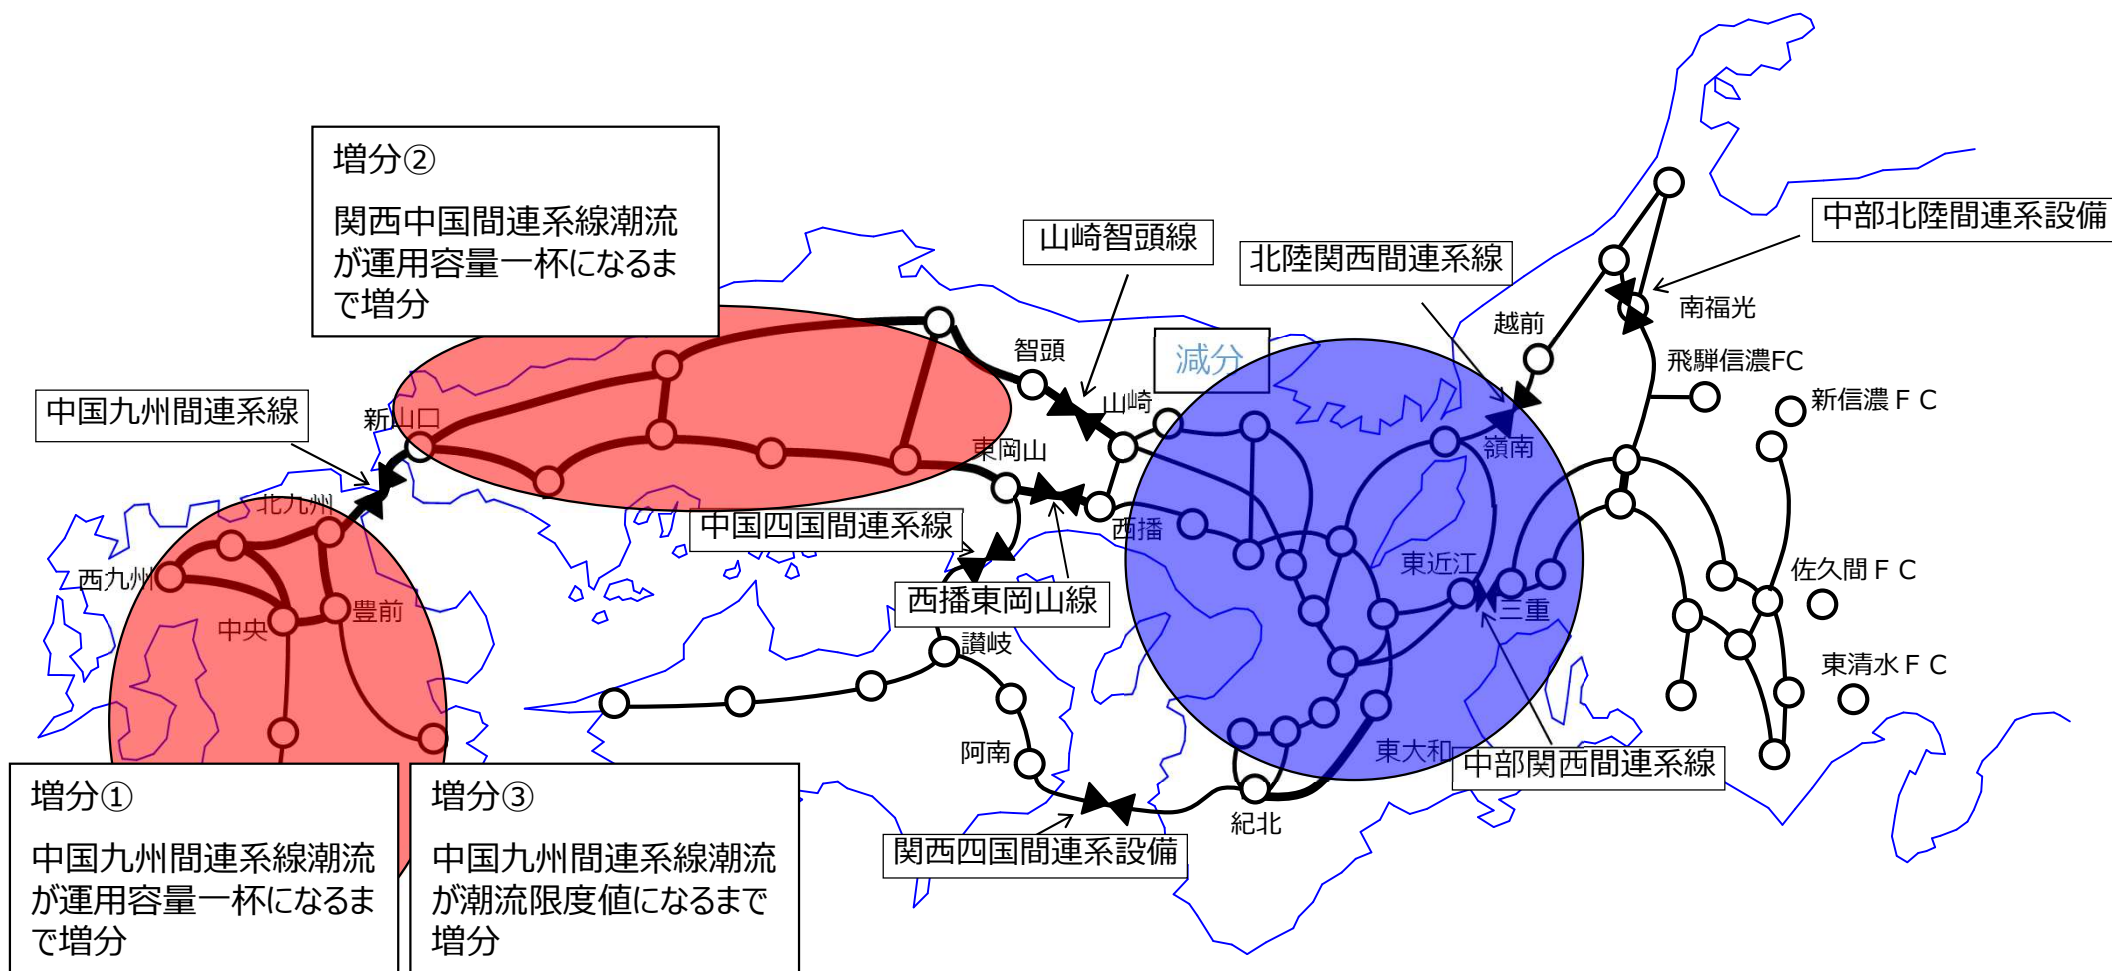 増分②
関西中国間連系線潮流
が運用容量一杯になるま
で増分
山崎智頭線
北陸関西間連系線
中部北陸間連系設備
南福光
越前
智頭
減分
飛騨信濃FC
新信濃ＦＣ
中国九州間連系線
新山口
山崎
東岡山
嶺南
北九州
中国四国間連系線
西播
西九州
東近江
佐久間ＦＣ
西播東岡山線
三重
中央
豊前
讃岐
東清水ＦＣ
阿南
東大和
中部関西間連系線
増分①
中国九州間連系線潮流
が運用容量一杯になるま
で増分
増分③
中国九州間連系線潮流
が潮流限度値になるまで
増分
紀北
関西四国間連系設備